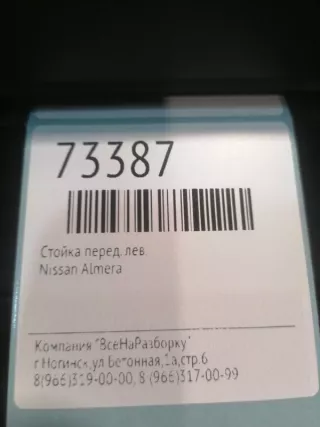 73387
Стойка перед. лев.
Nissan Almera
Компания "ВсеНаРазборку"
г.Ногинск,ул.Бетонная,1а,стр.6
8(966)319-00-00, 8 (966)317-00-99